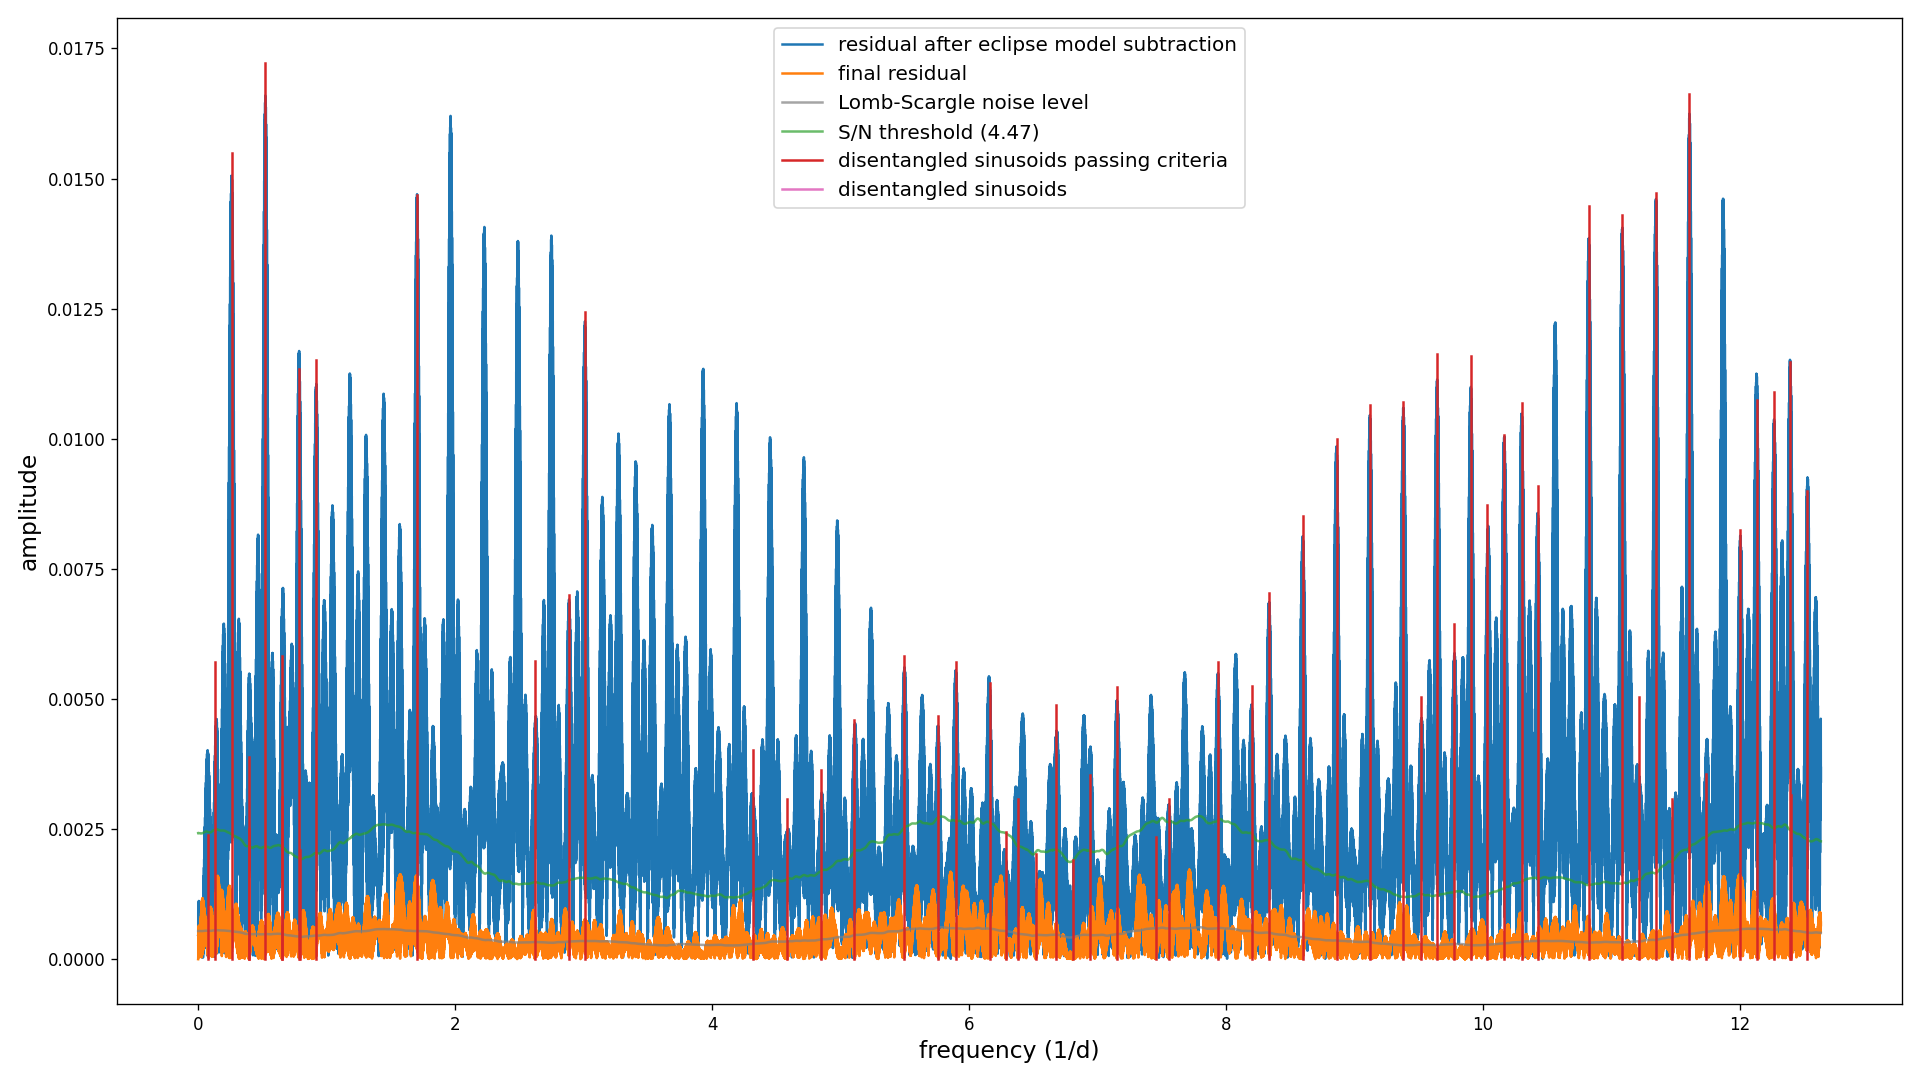 residual after eclipse model subtraction
final residual
Lomb-Scargle noise level
S/N threshold (4.47)
disentangled sinusoids passing criteria
disentangled sinusoids
0.0175
0.0150
0.0125
0.0100
0.0075
0.0050
0.0025
0.0000
amplitude
0 2 4 6 8 10 12
frequency (1/d)